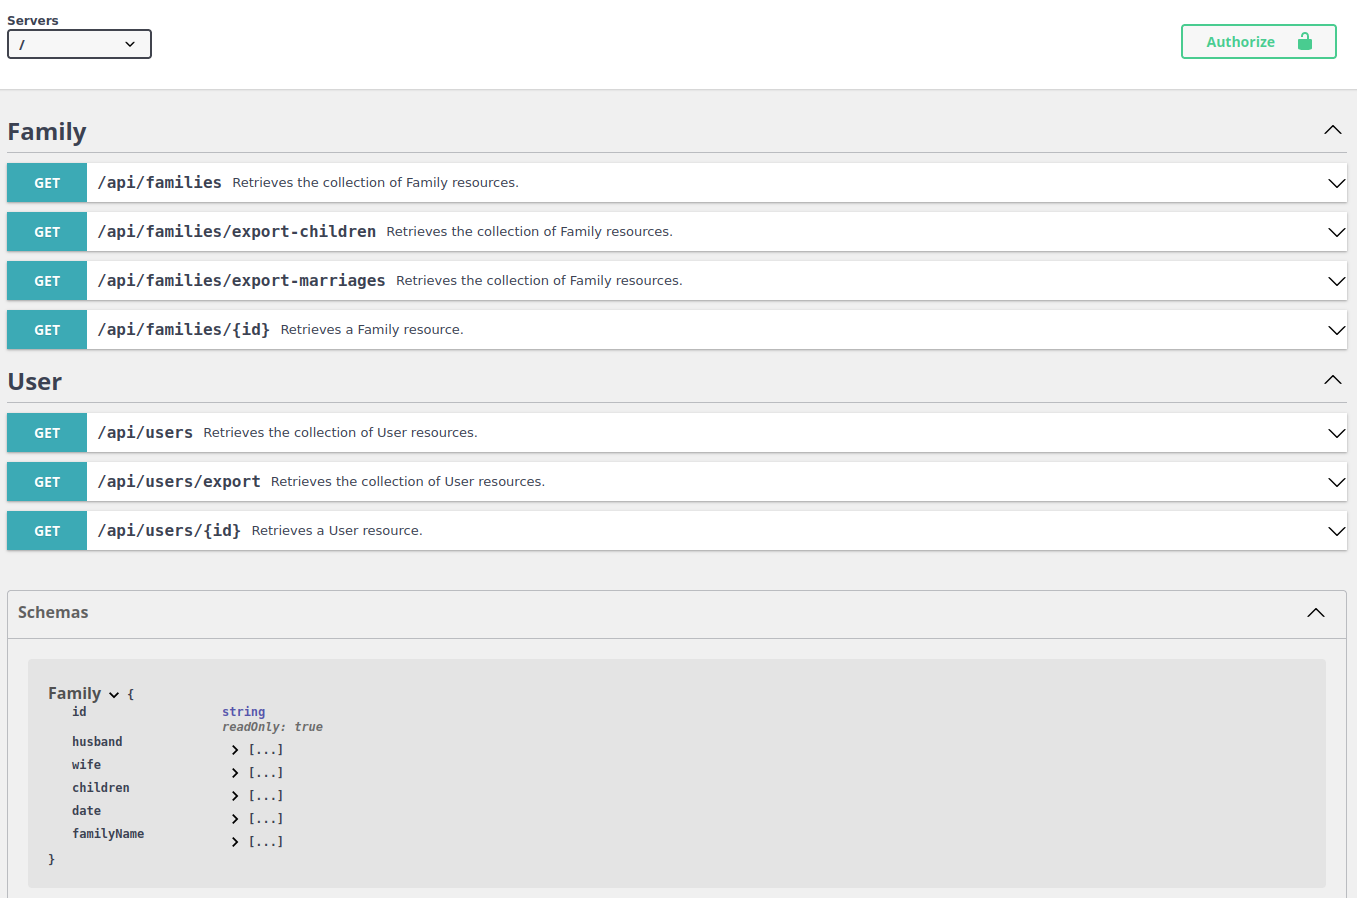 Servers
/
Authorize
Family
GET /api/families Retrieves the collection of Family resources.
GET /api/families/export-children Retrieves the collection of Family resources.
GET /api/families/export-marriages Retrieves the collection of Family resources.
GET /api/families/{id} Retrieves a Family resource.
User
GET /api/users Retrieves the collection of User resources.
GET /api/users/export Retrieves the collection of User resources.
GET /api/users/{id} Retrieves a User resource.
Schemas
Family {
id string
readOnly: true
husband [...]
wife [...]
children [...]
date [...]
familyName [...]
}